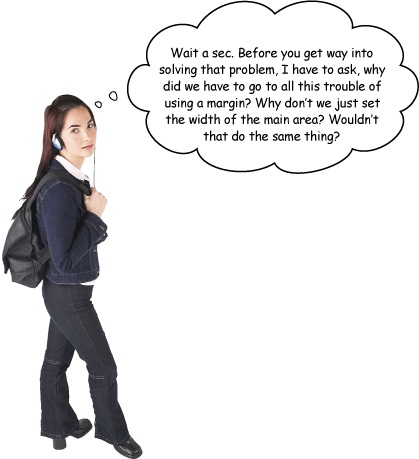 Wait a sec. Before you get way into
solving that problem, I have to ask, why
did we have to go to all this trouble of
using a margin? Why don't we just set
the width of the main area? Wouldn't
that do the same thing?